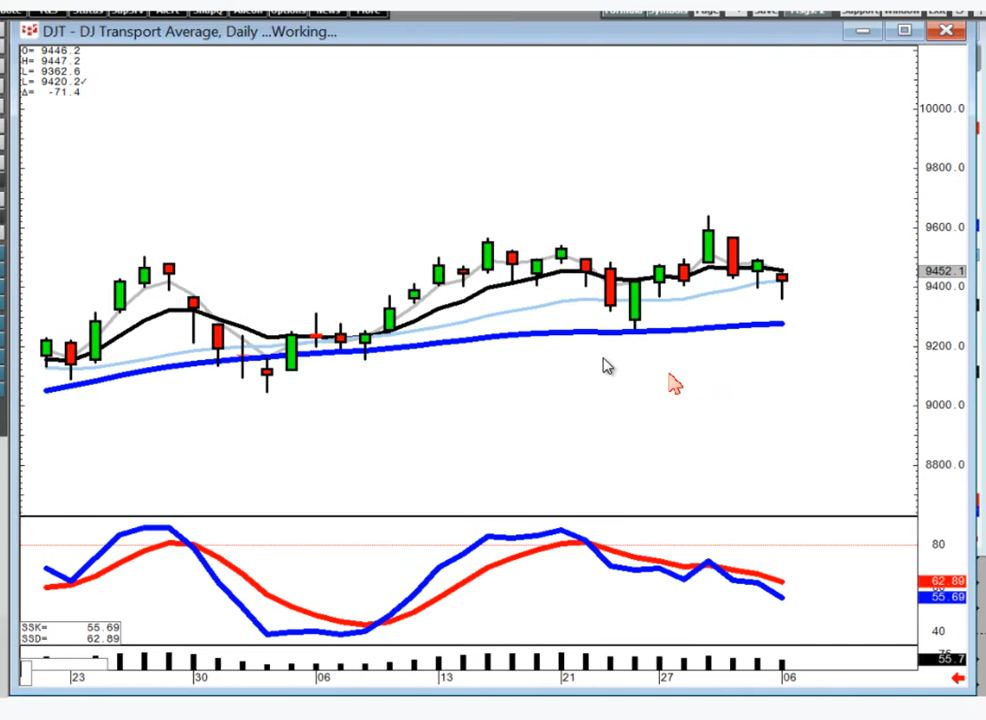 DJT - DJ Transport Average, Daily ...Working...
O= 9446.2
H= 9447.2
L= 9362.6
L= 9420.2✓
Δ= -71.4
10000.0
9800.0
9600.0
9452.1
9400.0
9200.0
9000.0
8800.0
80
62.89
55.69
40
SSK= 55.69
SSD= 62.89
55.7
23 30 06 13 21 27 06